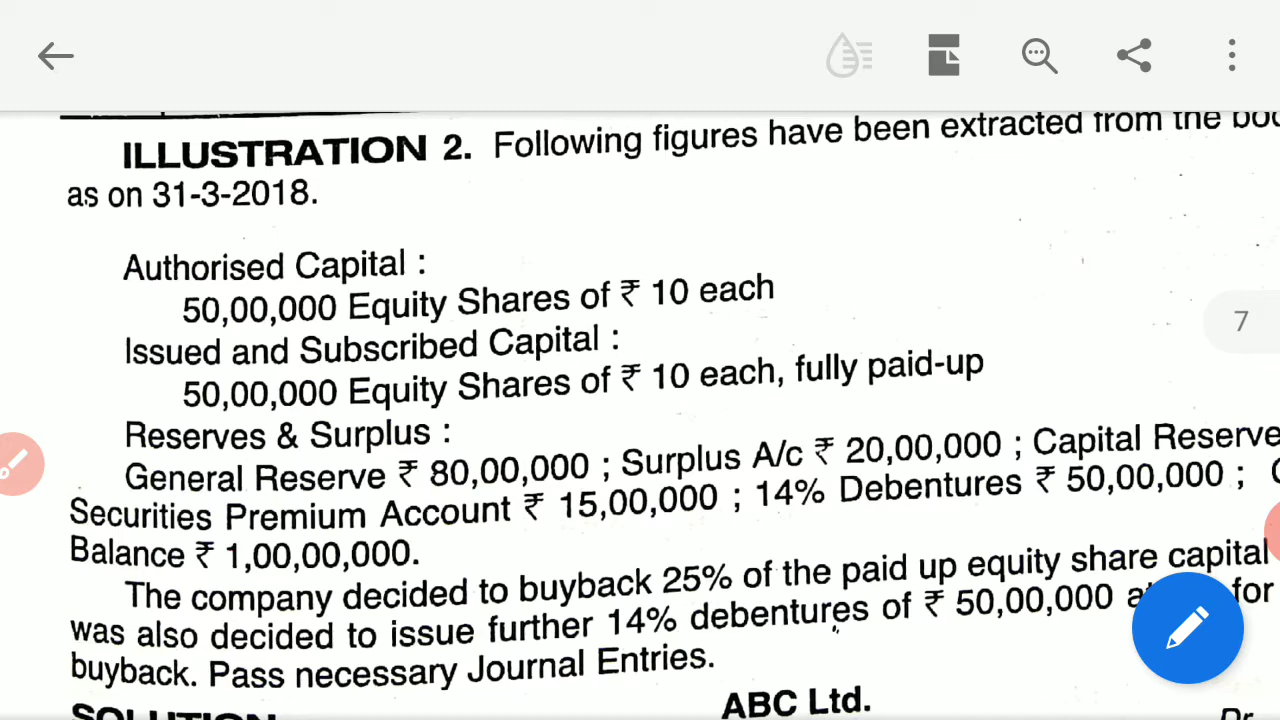 ILLUSTRATION 2. Following figures have been extracted from the
as on 31-3-2018.
7
Authorised Capital :
50,00,000 Equity Shares of ₹ 10 each
Issued and Subscribed Capital :
50,00,000 Equity Shares of ₹ 10 each, fully paid-up
Reserves & Surplus :
General Reserve ₹ 80,00,000 ; Surplus A/c ₹ 20,00,000 ; Capital Reserve
Securities Premium Account ₹ 15,00,000 ; 14% Debentures ₹ 50,00,000 ;
Balance ₹ 1,00,00,000.
The company decided to buyback 25% of the paid up equity share capital
was also decided to issue further 14% debentures of ₹ 50,00,000 for
buyback. Pass necessary Journal Entries.
SOLUTION
ABC Ltd.
Dr.